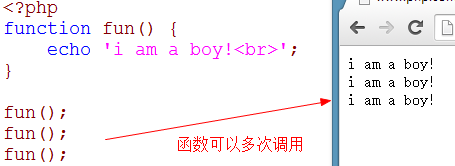 <?php
function fun() {
    echo 'i am a boy!<br>';
}
fun();
fun();
fun();
i am a boy!
i am a boy!
i am a boy!
函数可以多次调用